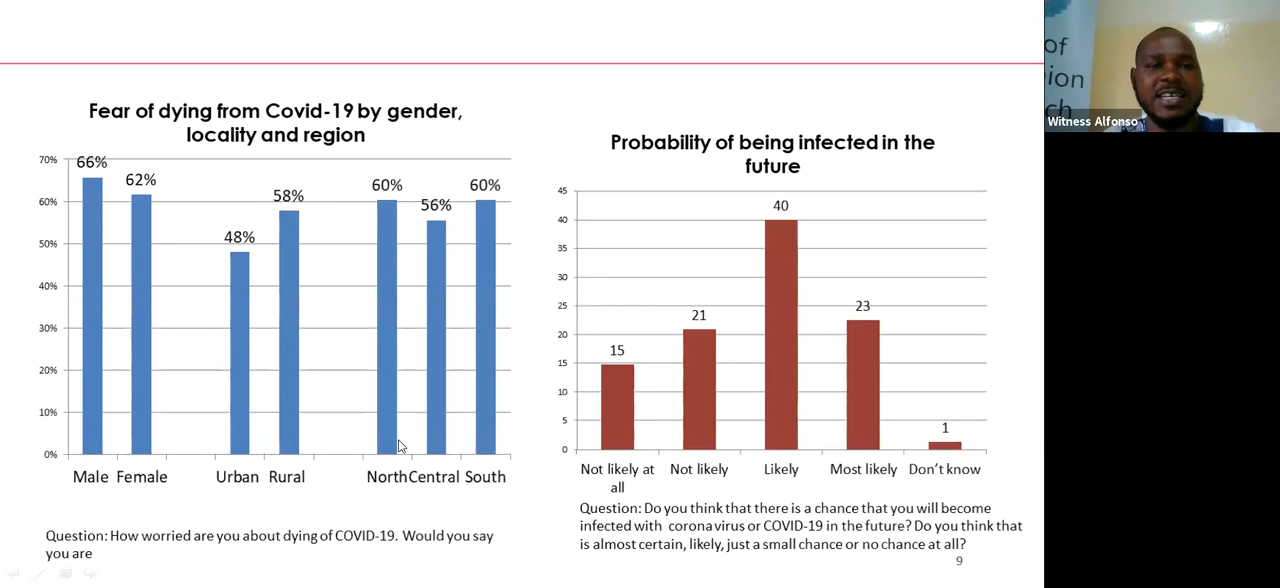 Fear of dying from Covid-19 by gender,
locality and region
70%
60%
50%
40%
30%
20%
10%
0%
66%
62%
48%
58%
60%
56%
60%
Male Female Urban Rural North Central South
Question: How worried are you about dying of COVID-19. Would you say
you are
Probability of being infected in the
future
45
40
35
30
25
20
15
10
5
0
15
21
40
23
1
Not likely at
all
Not likely
Likely
Most likely
Don't know
Question: Do you think that there is a chance that you will become
infected with coronavirus or COVID-19 in the future? Do you think that
is almost certain, likely, just a small chance or no chance at all?
9
of
ion
ch
Witness Alfonso